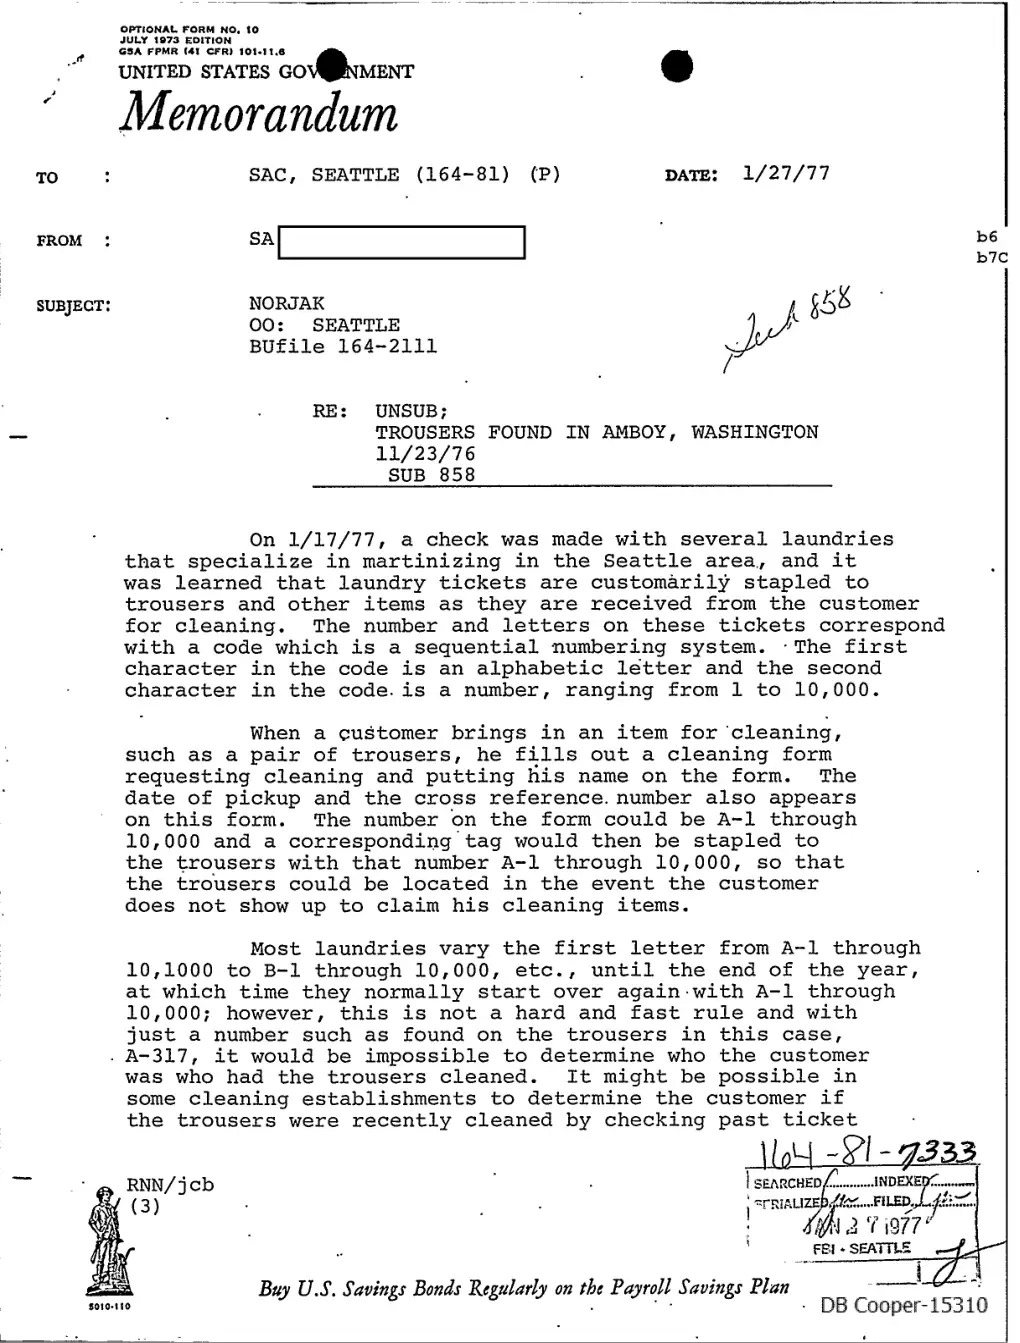 OPTIONAL FORM NO. 10
JULY 1973 EDITION
GSA FPMR (41 CFR) 101-11.6
UNITED STATES GOV NMENT
Memorandum
TO : SAC, SEATTLE (164-81) (P) DATE: 1/27/77
FROM : SA
b6
b7C
SUBJECT: NORJAK
OO: SEATTLE
BUfile 164-2111
858
RE: UNSUB;
TROUSERS FOUND IN AMBOY, WASHINGTON
11/23/76
SUB 858
On 1/17/77, a check was made with several laundries
that specialize in martinizing in the Seattle area, and it
was learned that laundry tickets are customarily stapled to
trousers and other items as they are received from the customer
for cleaning. The number and letters on these tickets correspond
with a code which is a sequential numbering system. The first
character in the code is an alphabetic letter and the second
character in the code is a number, ranging from 1 to 10,000.
When a customer brings in an item for cleaning,
such as a pair of trousers, he fills out a cleaning form
requesting cleaning and putting his name on the form. The
date of pickup and the cross reference number also appears
on this form. The number on the form could be A-1 through
10,000 and a corresponding tag would then be stapled to
the trousers with that number A-1 through 10,000, so that
the trousers could be located in the event the customer
does not show up to claim his cleaning items.
Most laundries vary the first letter from A-1 through
10,1000 to B-1 through 10,000, etc., until the end of the year,
at which time they normally start over again with A-1 through
10,000; however, this is not a hard and fast rule and with
just a number such as found on the trousers in this case,
A-317, it would be impossible to determine who the customer
was who had the trousers cleaned. It might be possible in
some cleaning establishments to determine the customer if
the trousers were recently cleaned by checking past ticket
164-81-7333
SEARCHED INDEXED
SERIALIZED FILED
JAN 27 1977
FBI - SEATTLE
RNN/jcb
(3)
Buy U.S. Savings Bonds Regularly on the Payroll Savings Plan
5010-110
DB Cooper-15310